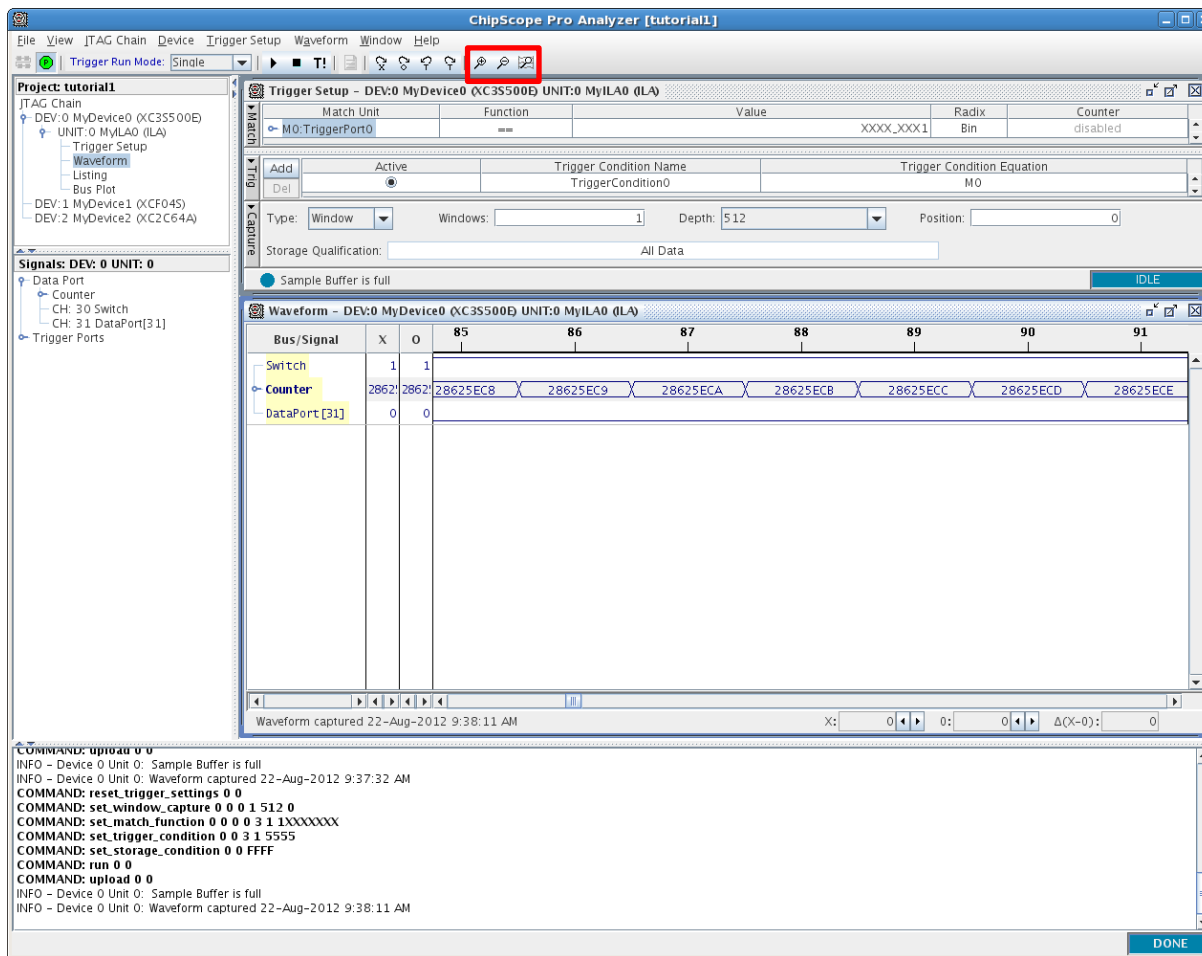 ChipScope Pro Analyzer [tutorial1]
File View JTAG Chain Device Trigger Setup Waveform Window Help
Trigger Run Mode: Single T!
Project: tutorial1
JTAG Chain
DEV:0 MyDevice0 (XC3S500E)
UNIT:0 MyILA0 (ILA)
Trigger Setup
Waveform
Listing
Bus Plot
DEV:1 MyDevice1 (XCF04S)
DEV:2 MyDevice2 (XC2C64A)
Signals: DEV: 0 UNIT: 0
Data Port
Counter
CH: 30 Switch
CH: 31 DataPort[31]
Trigger Ports
Trigger Setup - DEV:0 MyDevice0 (XC3S500E) UNIT:0 MyILA0 (ILA)
Match
Match Unit Function Value Radix Counter
M0:TriggerPort0 == XXXX_XXX1 Bin disabled
Trig
Add Active Trigger Condition Name Trigger Condition Equation
Del TriggerCondition0 M0
Capture
Type: Window Windows: 1 Depth: 512 Position: 0
Storage Qualification: All Data
Sample Buffer is full IDLE
Waveform - DEV:0 MyDevice0 (XC3S500E) UNIT:0 MyILA0 (ILA)
Bus/Signal X O 85 86 87 88 89 90 91
Switch 1 1
Counter 2862 2862 28625EC8 28625EC9 28625ECA 28625ECB 28625ECC 28625ECD 28625ECE
DataPort[31] 0 0
Waveform captured 22-Aug-2012 9:38:11 AM X: 0 O: 0 Δ(X-O): 0
COMMAND: upload 0 0
INFO - Device 0 Unit 0: Sample Buffer is full
INFO - Device 0 Unit 0: Waveform captured 22-Aug-2012 9:37:32 AM
COMMAND: reset_trigger_settings 0 0
COMMAND: set_window_capture 0 0 0 1 512 0
COMMAND: set_match_function 0 0 0 0 3 1 1XXXXXXX
COMMAND: set_trigger_condition 0 0 3 1 5555
COMMAND: set_storage_condition 0 0 FFFF
COMMAND: run 0 0
COMMAND: upload 0 0
INFO - Device 0 Unit 0: Sample Buffer is full
INFO - Device 0 Unit 0: Waveform captured 22-Aug-2012 9:38:11 AM
DONE